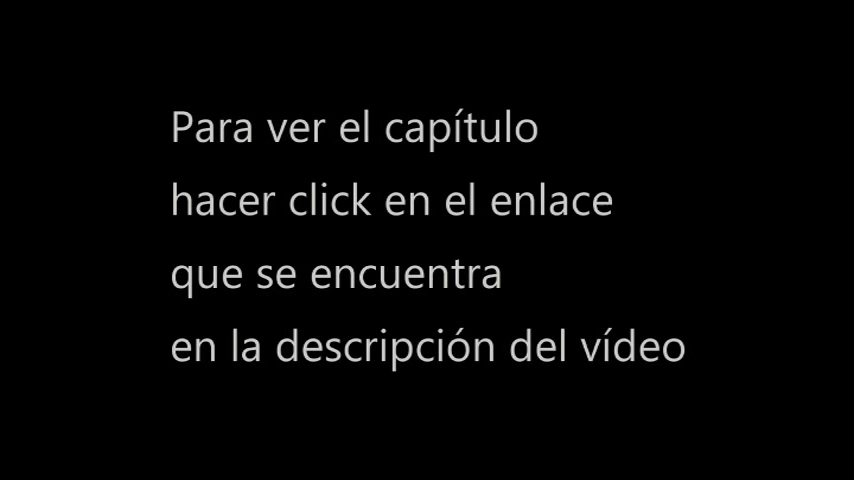 Para ver el capítulo
hacer click en el enlace
que se encuentra
en la descripción del vídeo